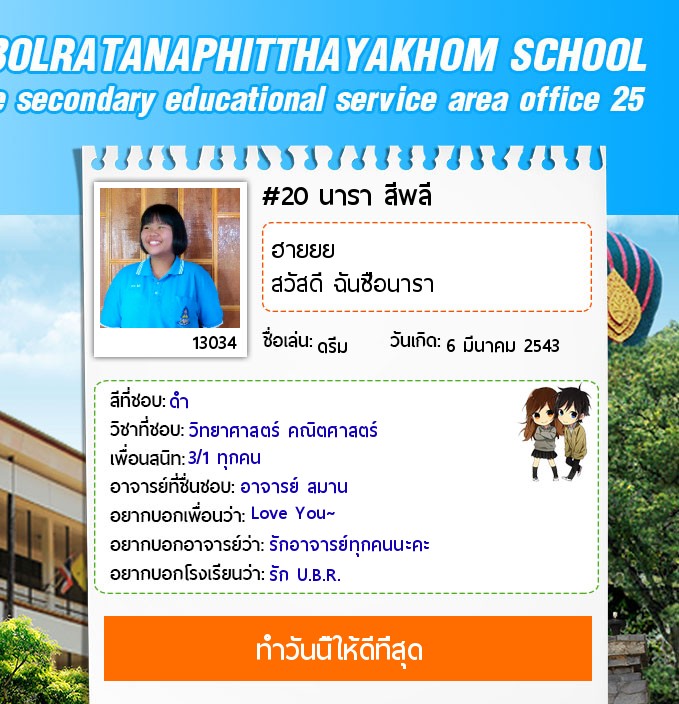 BOLRATANAPHITTHAYAKHOM SCHOOL
e secondary educational service area office 25
#20 นารา สีพลี
ฮายยย
สวัสดี ฉันชื่อนารา
13034
ชื่อเล่น: ดรีม วันเกิด: 6 มีนาคม 2543
สีที่ชอบ: ดำ
วิชาที่ชอบ: วิทยาศาสตร์ คณิตศาสตร์
เพื่อนสนิท: 3/1 ทุกคน
อาจารย์ที่ชื่นชอบ: อาจารย์ สมาน
อยากบอกเพื่อนว่า: Love You~
อยากบอกอาจารย์ว่า: รักอาจารย์ทุกคนนะคะ
อยากบอกโรงเรียนว่า: รัก U.B.R.
ทำวันนี้ให้ดีที่สุด